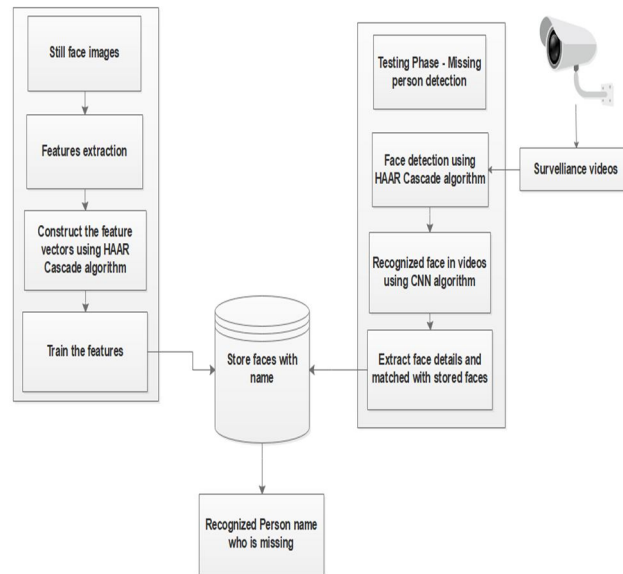 Still face images
Features extraction
Construct the feature
vectors using HAAR
Cascade algorithm
Train the features
Store faces with
name
Recognized Person name
who is missing
Testing Phase - Missing
person detection
Face detection using
HAAR Cascade algorithm
Recognized face in videos
using CNN algorithm
Extract face details and
matched with stored faces
Survelliance videos